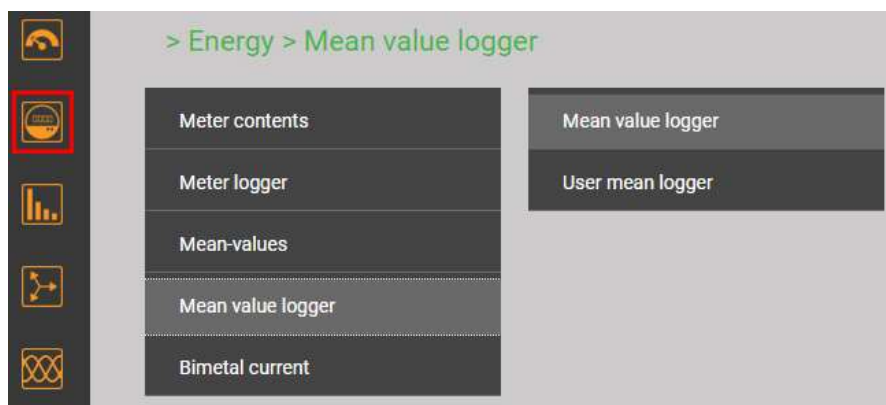 > Energy > Mean value logger
Meter contents
Meter logger
Mean-values
Mean value logger
Bimetal current
Mean value logger
User mean logger